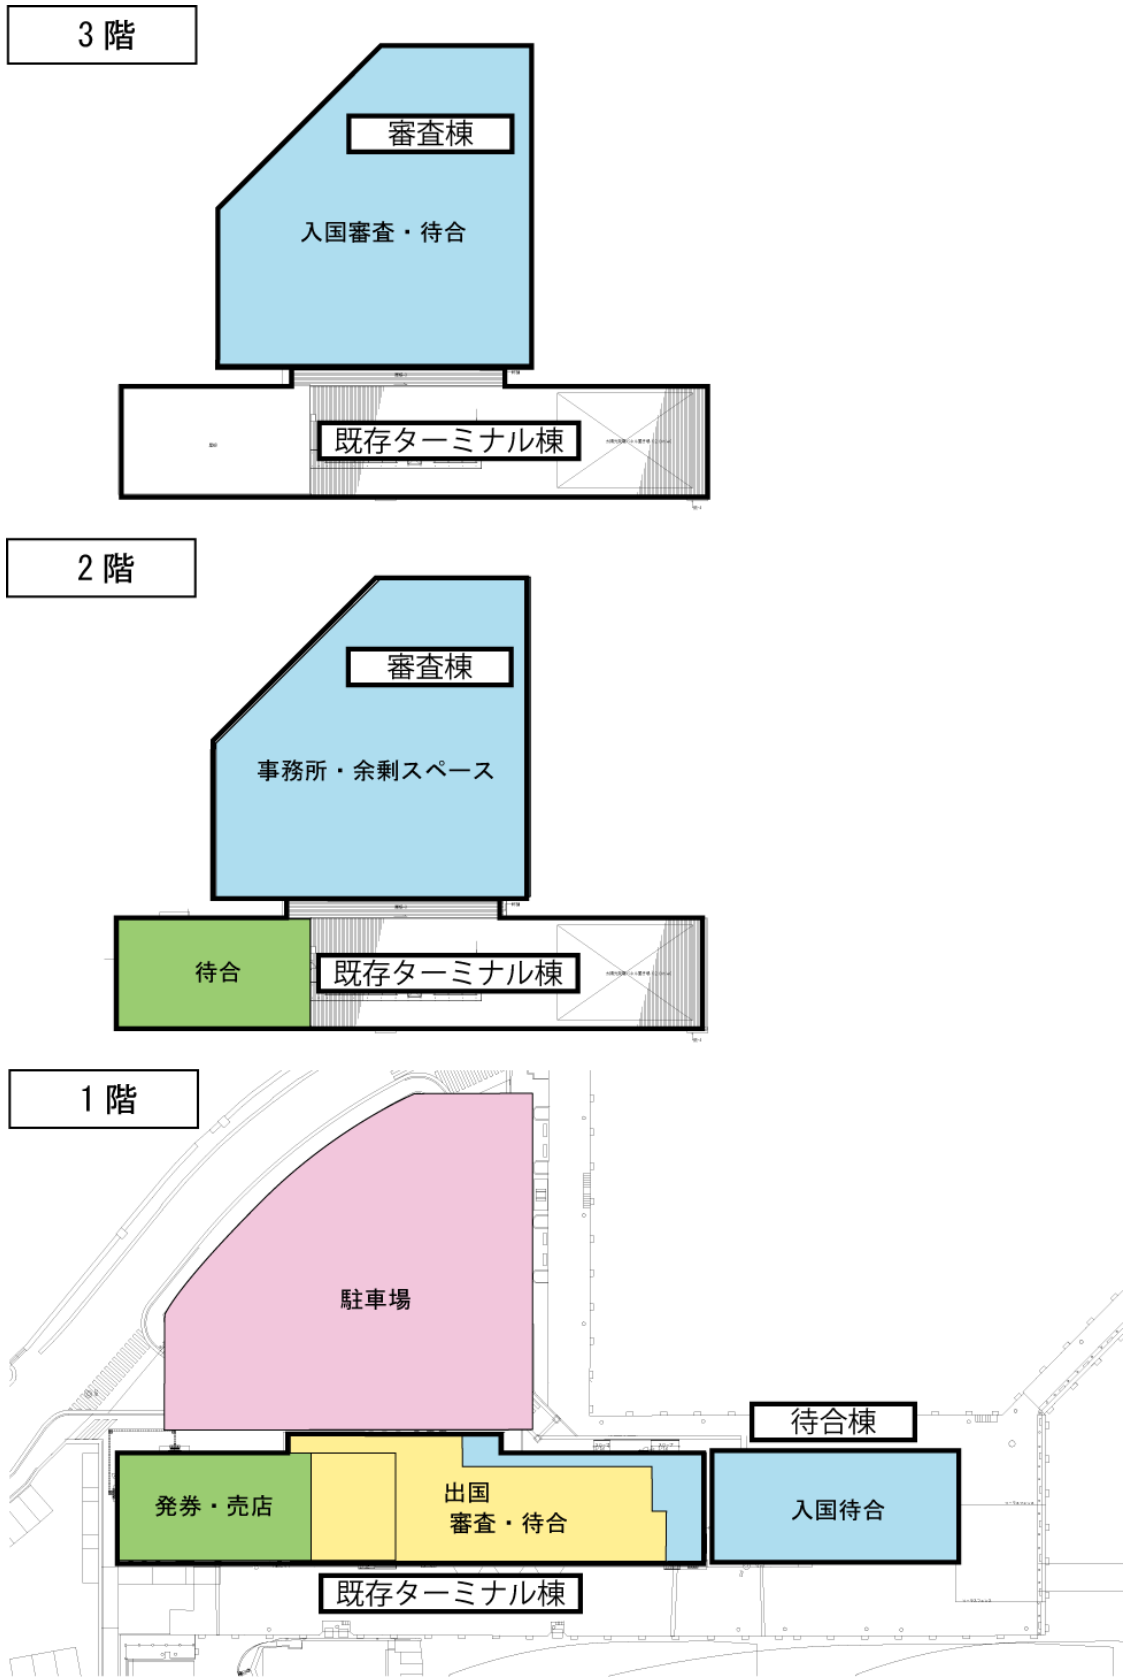 3階
審査棟
入国審査・待合
既存ターミナル棟
2階
審査棟
事務所・余剰スペース
待合
既存ターミナル棟
1階
駐車場
待合棟
発券・売店
出国
審査・待合
入国待合
既存ターミナル棟